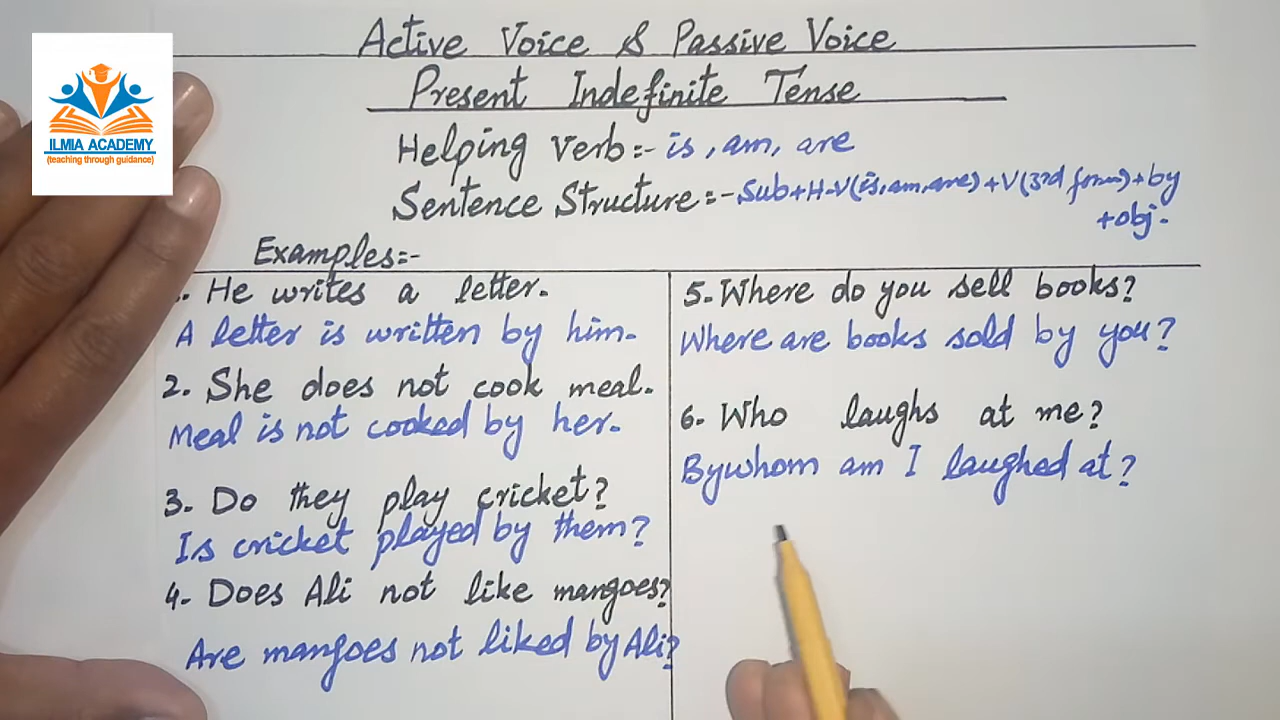 Active Voice & Passive Voice
Present Indefinite Tense
ILMIA ACADEMY
(teaching through guidance)
Helping Verb:- is, am, are
Sentence Structure:- Sub+H-V(is,am,are)+V(3rd form)+by
+obj.
Examples:-
1. He writes a letter.
A letter is written by him.
2. She does not cook meal.
Meal is not cooked by her.
3. Do they play cricket?
Is cricket played by them?
4. Does Ali not like mangoes?
Are mangoes not liked by Ali?
5. Where do you sell books?
Where are books sold by you?
6. Who laughs at me?
Bywhom am I laughed at?